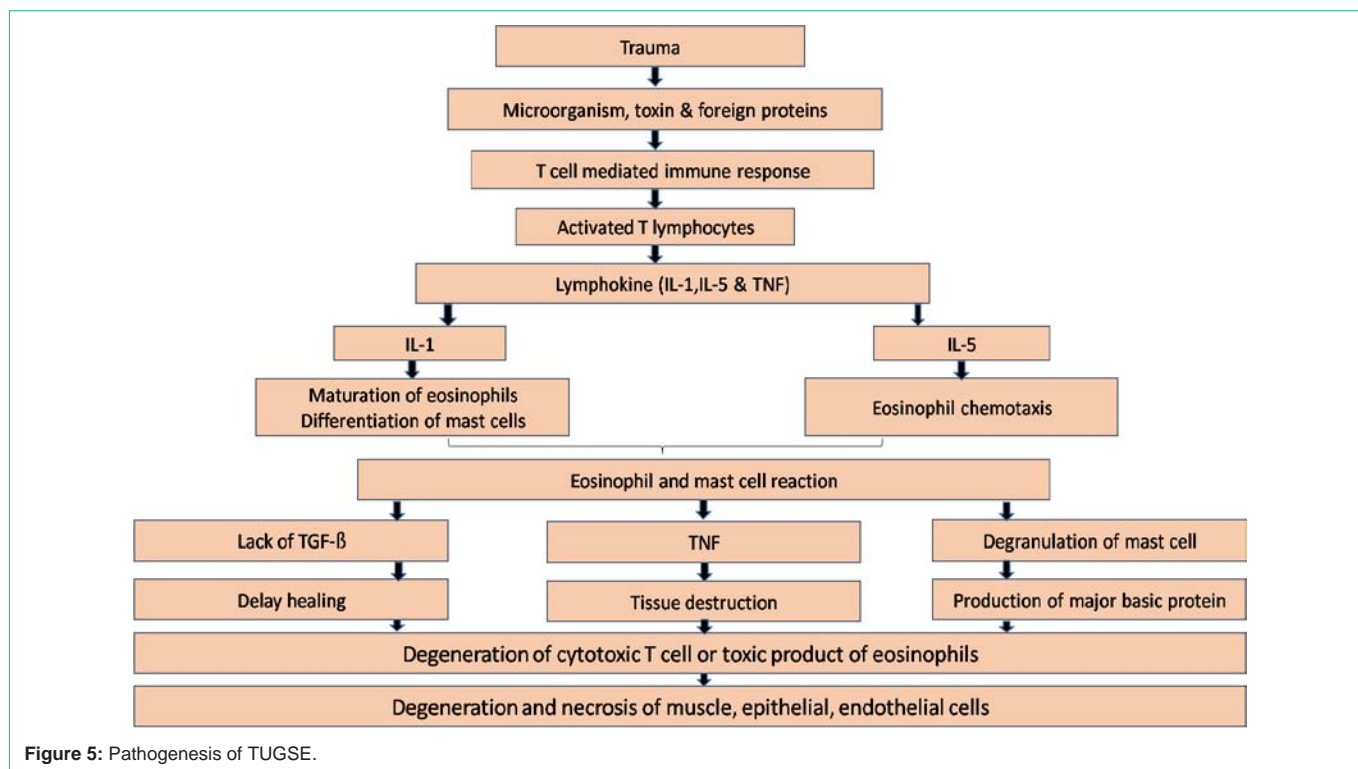 Trauma
Microorganism, toxin & foreign proteins
T cell mediated immune response
Activated T lymphocytes
Lymphokine (IL-1,IL-5 & TNF)
IL-1
IL-5
Maturation of eosinophils
Differentiation of mast cells
Eosinophil chemotaxis
Eosinophil and mast cell reaction
Lack of TGF-ß
TNF
Degranulation of mast cell
Delay healing
Tissue destruction
Production of major basic protein
Degeneration of cytotoxic T cell or toxic product of eosinophils
Degeneration and necrosis of muscle, epithelial, endothelial cells
Figure 5: Pathogenesis of TUGSE.